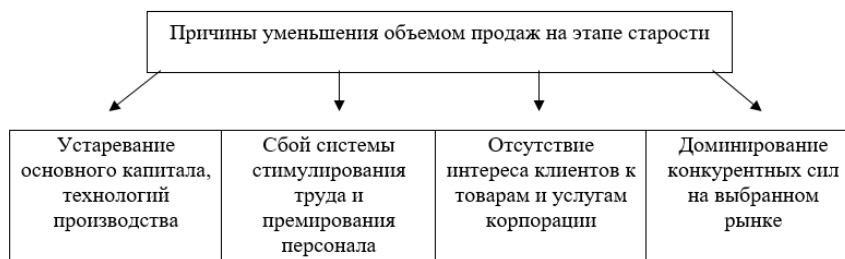 Причины уменьшения объемом продаж на этапе старости
Устаревание
основного капитала,
технологий
производства
Сбой системы
стимулирования
труда и
премирования
персонала
Отсутствие
интереса клиентов к
товарам и услугам
корпорации
Доминирование
конкурентных сил
на выбранном
рынке